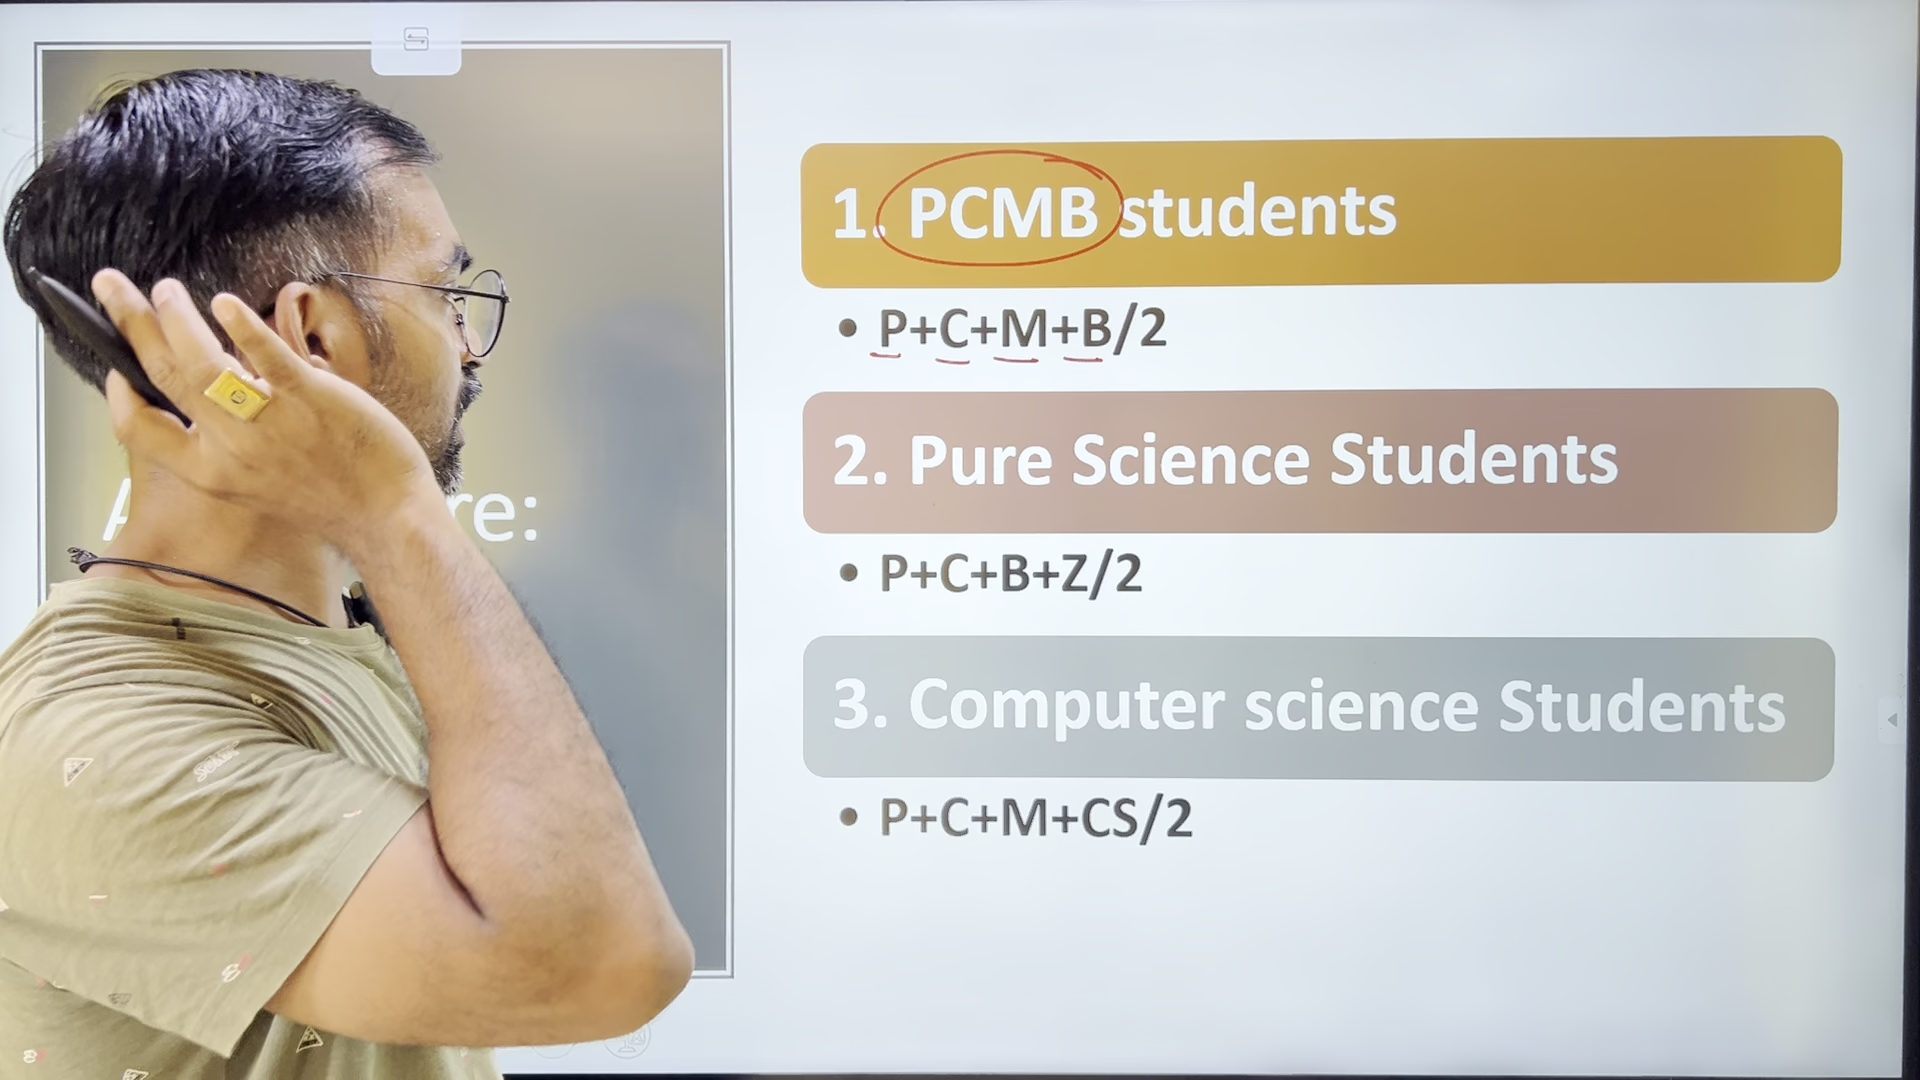 re:
1. PCMB students
• P+C+M+B/2
2. Pure Science Students
• P+C+B+Z/2
3. Computer science Students
• P+C+M+CS/2